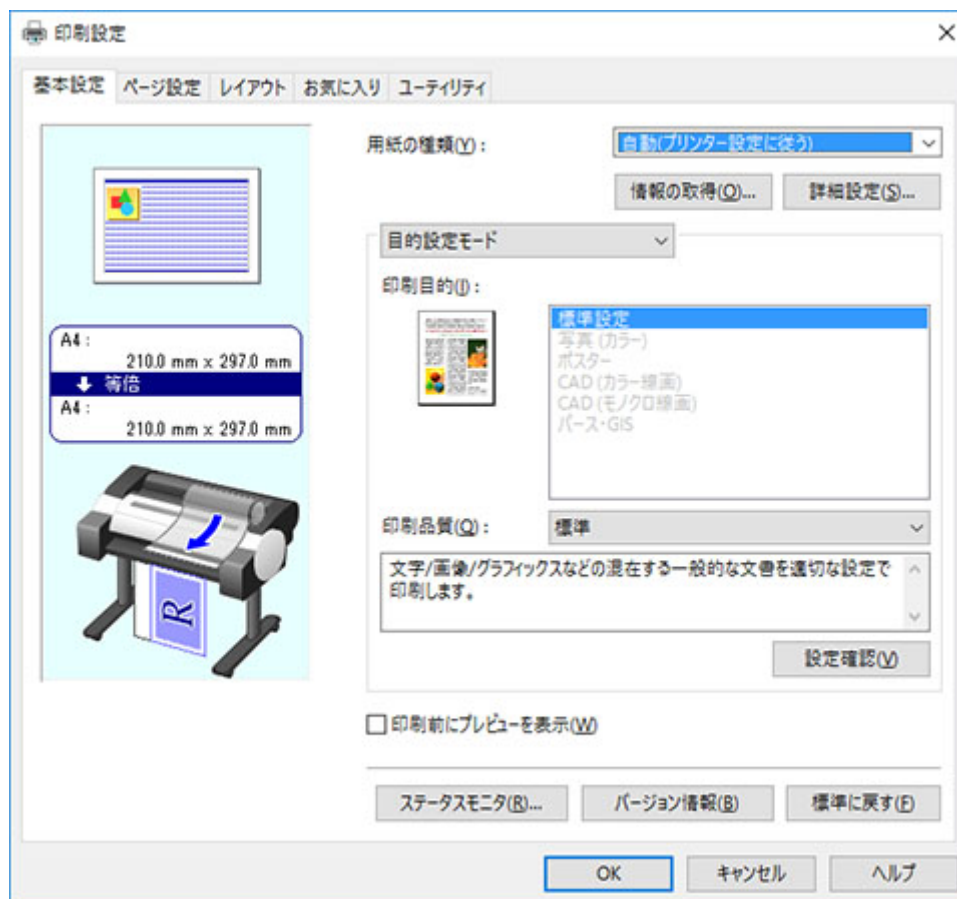 印刷設定
基本設定 ページ設定 レイアウト お気に入り ユーティリティ
用紙の種類(Y): 自動(プリンター設定に従う)
情報の取得(O)... 詳細設定(S)...
目的設定モード
印刷目的(I):
標準設定
写真 (カラー)
ポスター
CAD (カラー線画)
CAD (モノクロ線画)
パース・GIS
A4 :
210.0 mm x 297.0 mm
等倍
A4 :
210.0 mm x 297.0 mm
R
印刷品質(Q): 標準
文字/画像/グラフィックスなどの混在する一般的な文書を適切な設定で
印刷します。
設定確認(V)
印刷前にプレビューを表示(W)
ステータスモニタ(R)... バージョン情報(B) 標準に戻す(F)
OK キャンセル ヘルプ